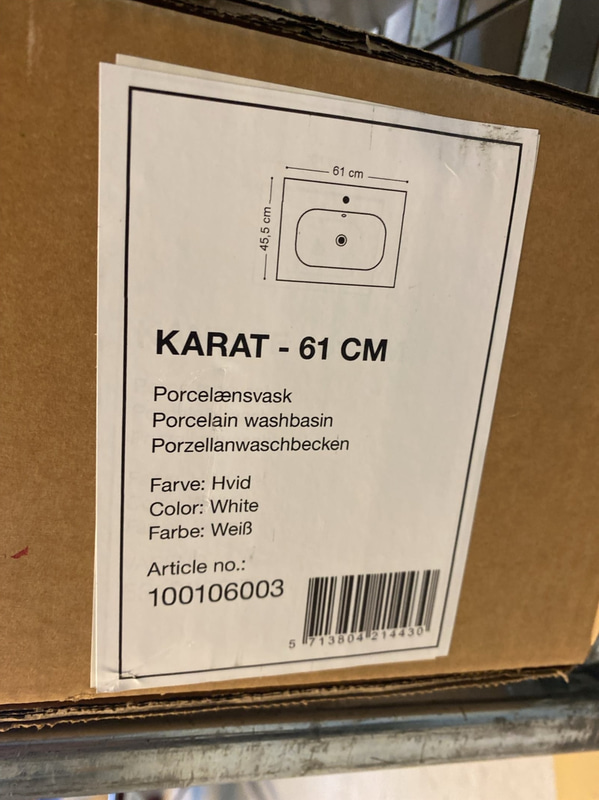 61 cm
45,5 cm
KARAT - 61 CM
Porcelænsvask
Porcelain washbasin
Porzellanwaschbecken
Farve: Hvid
Color: White
Farbe: Weiß
Article no.:
100106003
5 713804 214430